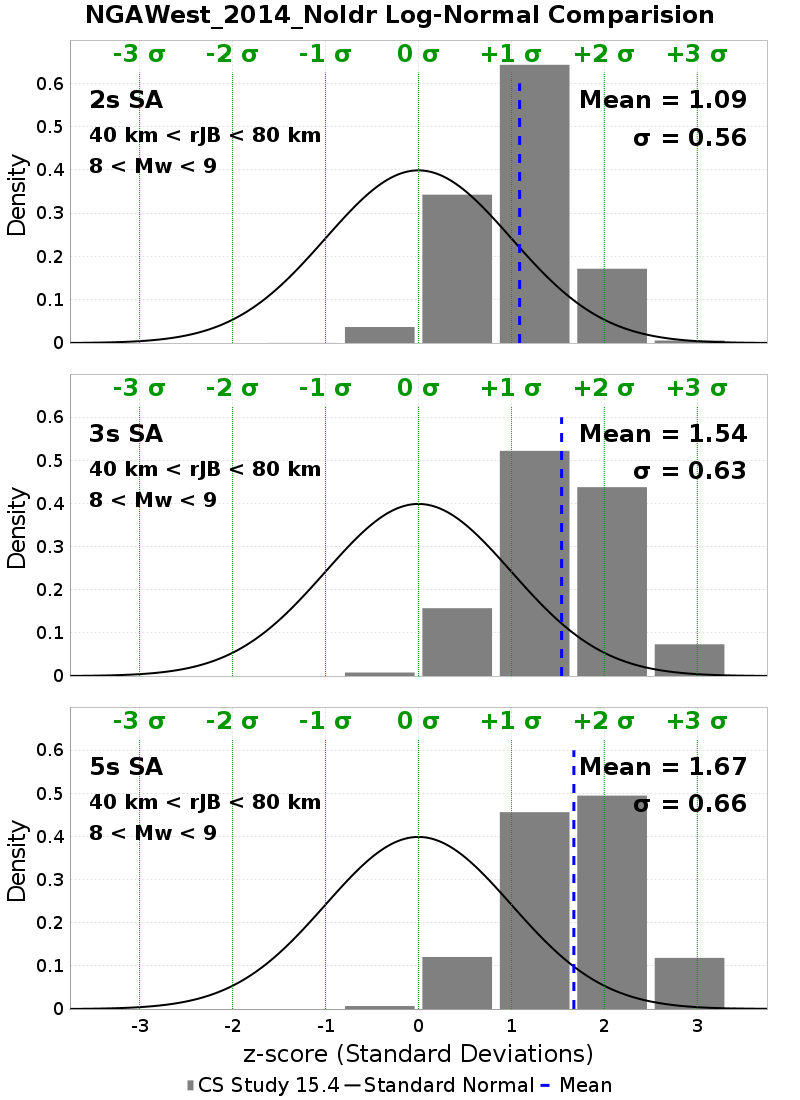 NGAWest_2014_NoIdr Log-Normal Comparision
-3 σ -2 σ -1 σ 0 σ +1 σ +2 σ +3 σ
2s SA Mean = 1.09
40 km < rJB < 80 km σ = 0.56
8 < Mw < 9
Density
0.6
0.5
0.4
0.3
0.2
0.1
0
-3 σ -2 σ -1 σ 0 σ +1 σ +2 σ +3 σ
3s SA Mean = 1.54
40 km < rJB < 80 km σ = 0.63
8 < Mw < 9
Density
0.6
0.5
0.4
0.3
0.2
0.1
0
-3 σ -2 σ -1 σ 0 σ +1 σ +2 σ +3 σ
5s SA Mean = 1.67
40 km < rJB < 80 km σ = 0.66
8 < Mw < 9
Density
0.6
0.5
0.4
0.3
0.2
0.1
0
-3 -2 -1 0 1 2 3
z-score (Standard Deviations)
CS Study 15.4 Standard Normal Mean